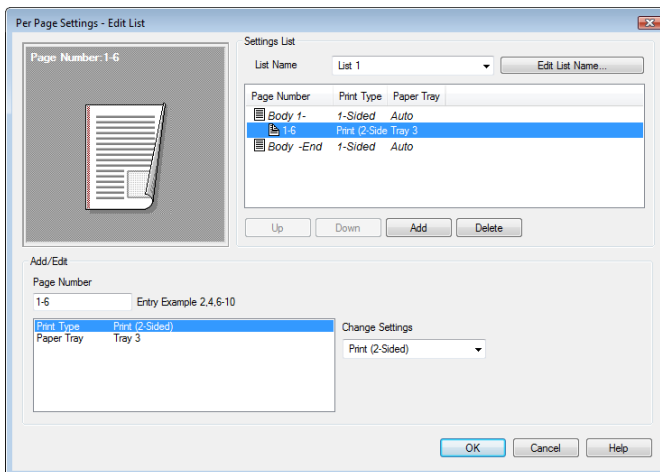 Per Page Settings - Edit List
Page Number:1-6
Settings List
List Name
List 1
Edit List Name...
Page Number Print Type Paper Tray
Body 1- 1-Sided Auto
1-6 Print (2-Side Tray 3
Body -End 1-Sided Auto
Up Down Add Delete
Add/Edit
Page Number
1-6 Entry Example 2,4,6-10
Print Type Print (2-Sided)
Paper Tray Tray 3
Change Settings
Print (2-Sided)
OK Cancel Help